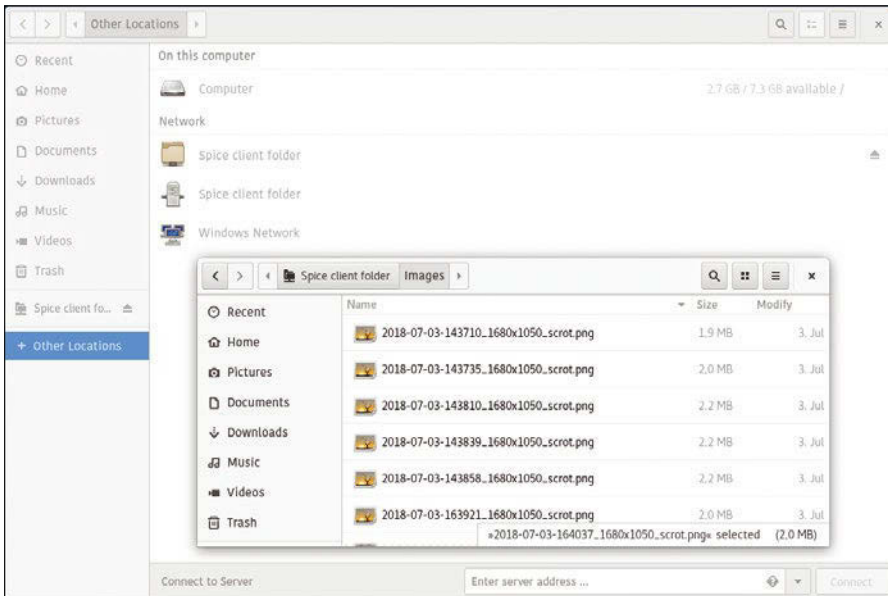 Other Locations
Recent
Home
Pictures
Documents
Downloads
Music
Videos
Trash
Spice client fo...
+ Other Locations
On this computer
Computer 2.7 GB / 7.3 GB available /
Network
Spice client folder
Spice client folder
Windows Network
Spice client folder Images
Recent
Home
Pictures
Documents
Downloads
Music
Videos
Trash
Name Size Modify
2018-07-03-143710_1680x1050_scrot.png 1,9 MB 3. Jul
2018-07-03-143735_1680x1050_scrot.png 2,0 MB 3. Jul
2018-07-03-143810_1680x1050_scrot.png 2.2 MB 3. Jul
2018-07-03-143839_1680x1050_scrot.png 2.2 MB 3. Jul
2018-07-03-143858_1680x1050_scrot.png 2,2 MB 3. Jul
2018-07-03-163921_1680x1050_scrot.png 2.0 MB 3. Jul
»2018-07-03-164037_1680x1050_scrot.png« selected (2,0 MB)
Connect to Server Enter server address ... Connect